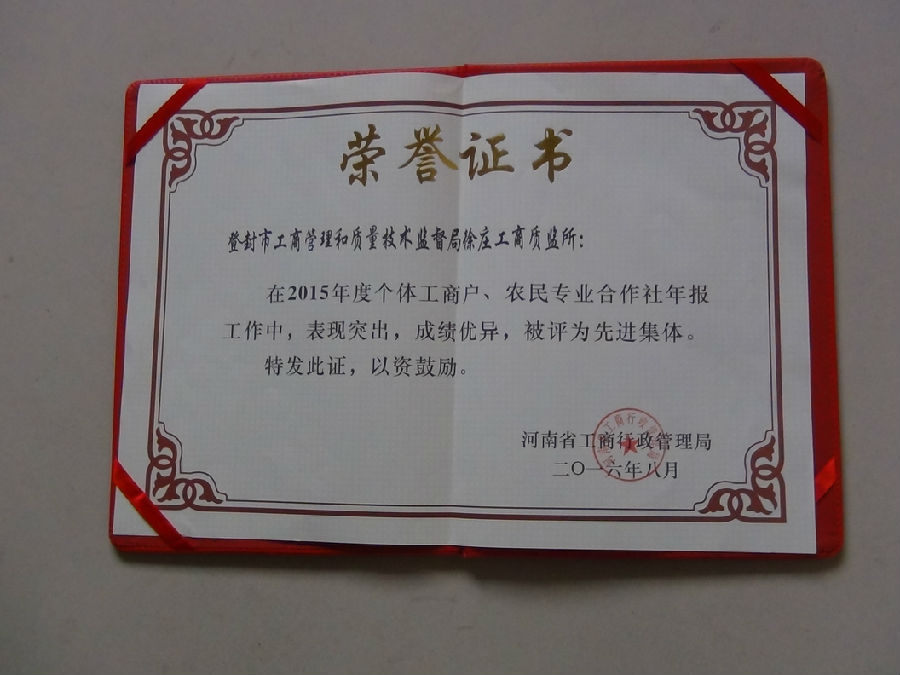 荣誉证书
登封市工商管理和质量技术监督局徐庄工商质监所：
在2015年度个体工商户、农民专业合作社年报
工作中，表现突出，成绩优异，被评为先进集体。
特发此证，以资鼓励。
河南省工商行政管理局
二〇一六年八月